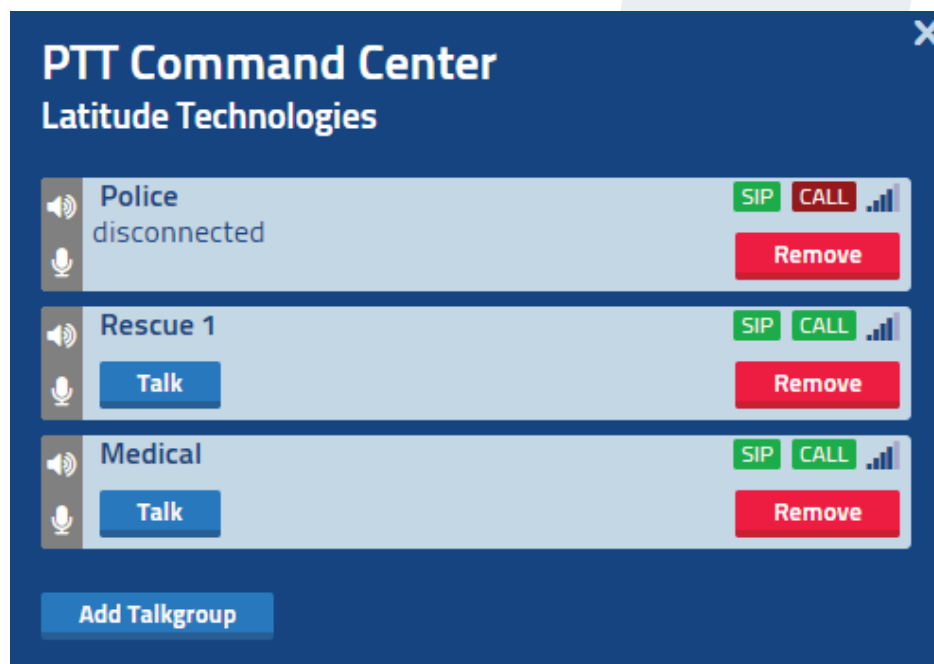 PTT Command Center
Latitude Technologies
Police SIP CALL
disconnected
Remove
Rescue 1 SIP CALL
Talk Remove
Medical SIP CALL
Talk Remove
Add Talkgroup